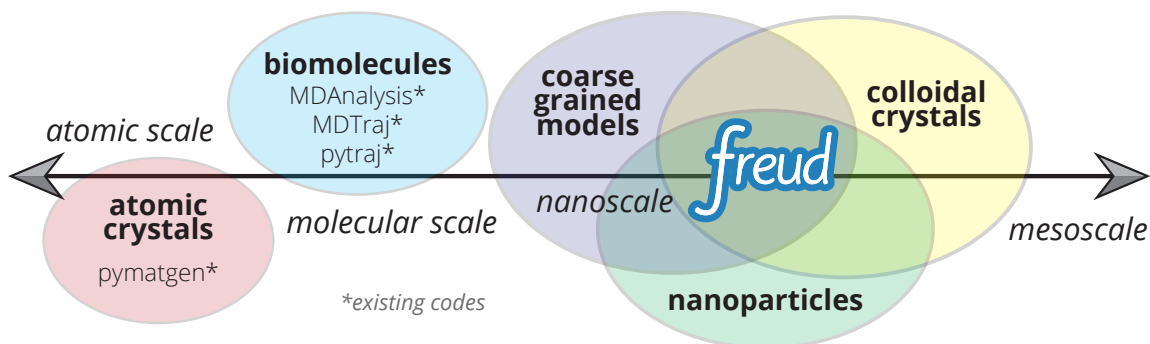 atomic scale
atomic
crystals
pymatgen*
biomolecules
MDAnalysis*
MDTraj*
pytraj*
molecular scale
*existing codes
coarse
grained
models
nanoscale
freud
colloidal
crystals
nanoparticles
mesoscale